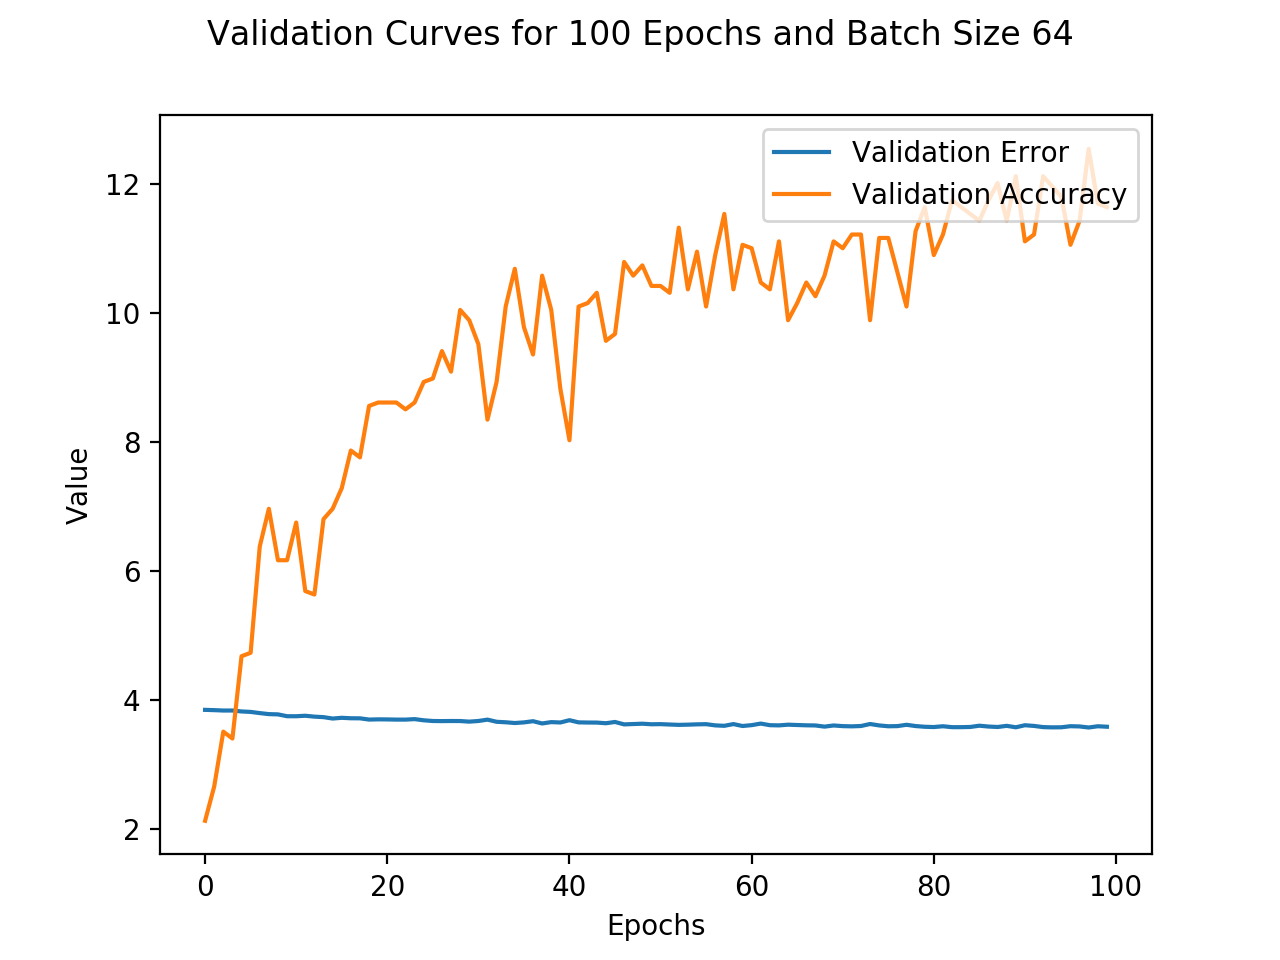 Validation Curves for 100 Epochs and Batch Size 64
Validation Error
Validation Accuracy
12
10
8
6
4
2
Value
0 20 40 60 80 100
Epochs